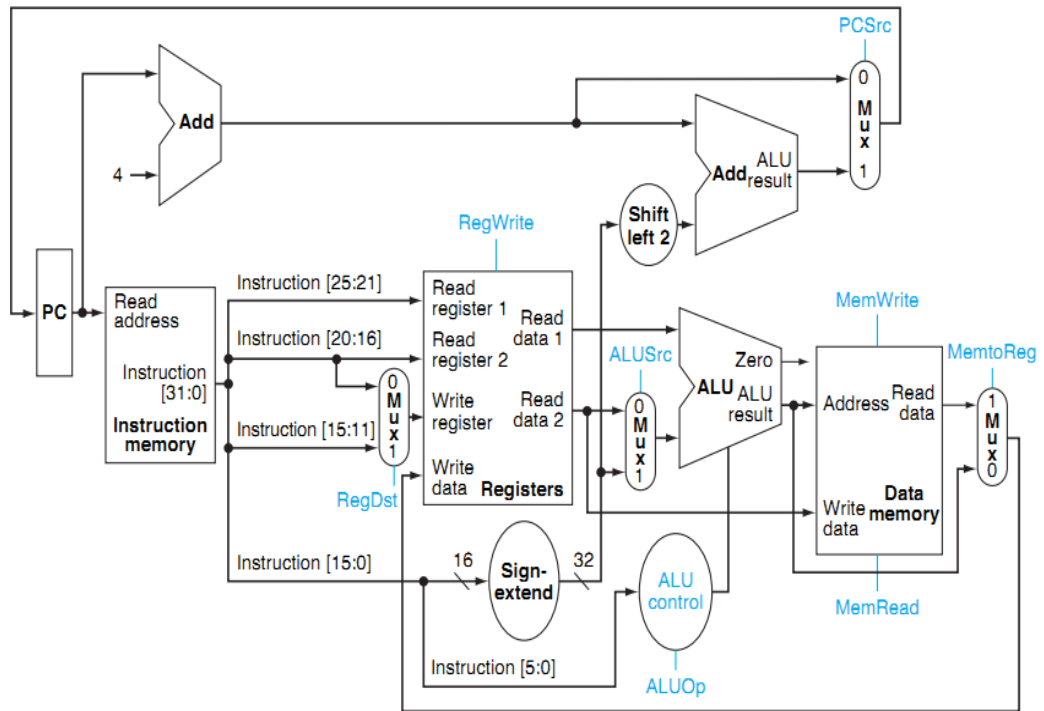 PCSrc
0
M
u
x
1
Add
ALU
Add result
4
Shift
left 2
RegWrite
Instruction [25:21]
Read
register 1
Read
data 1
PC
Read
address
Instruction
[31:0]
Instruction
memory
Instruction [20:16]
Read
register 2
0
M
u
x
1
Instruction [15:11]
RegDst
Write
register
Read
data 2
Write
data
Registers
ALUSrc
0
M
u
x
1
Zero
ALU
ALU
result
MemWrite
Address
Read
data
Write
data
Data
memory
MemRead
MemtoReg
1
M
u
x
0
Instruction [15:0]
16
Sign-
extend
32
ALU
control
Instruction [5:0]
ALUOp